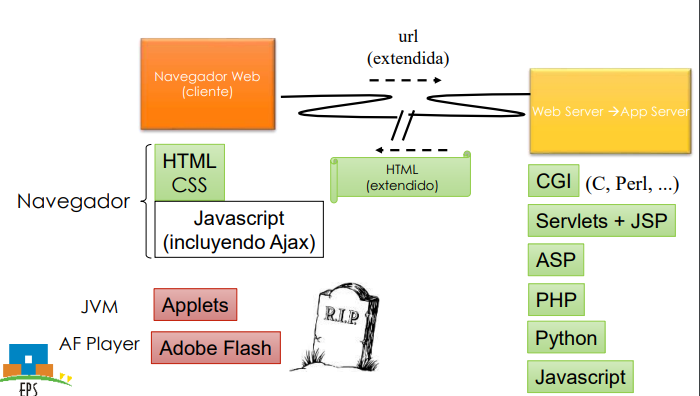 url
(extendida)
Navegador Web
(cliente)
Web Server →App Server
HTML
(extendido)
Navegador
HTML
CSS
Javascript
(incluyendo Ajax)
JVM
Applets
AF Player
Adobe Flash
R.I.P.
CGI (C, Perl, ...)
Servlets + JSP
ASP
PHP
Python
Javascript
EPS